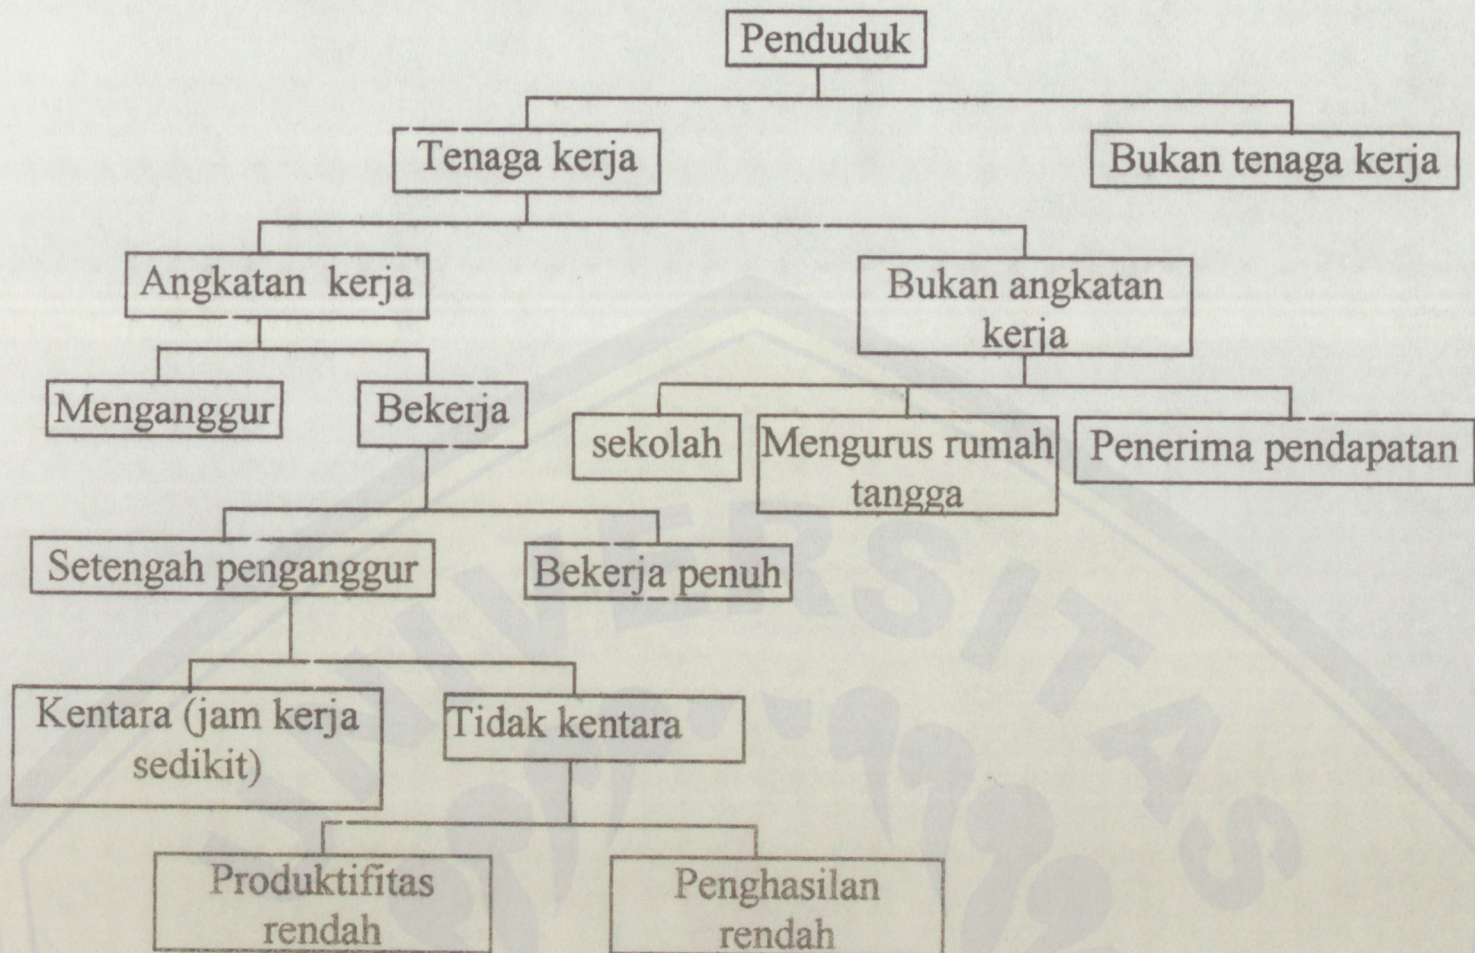 Penduduk
Tenaga kerja
Bukan tenaga kerja
Angkatan kerja
Bukan angkatan
kerja
Menganggur
Bekerja
sekolah
Mengurus rumah
tangga
Penerima pendapatan
Setengah penganggur
Bekerja penuh
Kentara (jam kerja
sedikit)
Tidak kentara
Produktifitas
rendah
Penghasilan
rendah
UNIVERSITAS